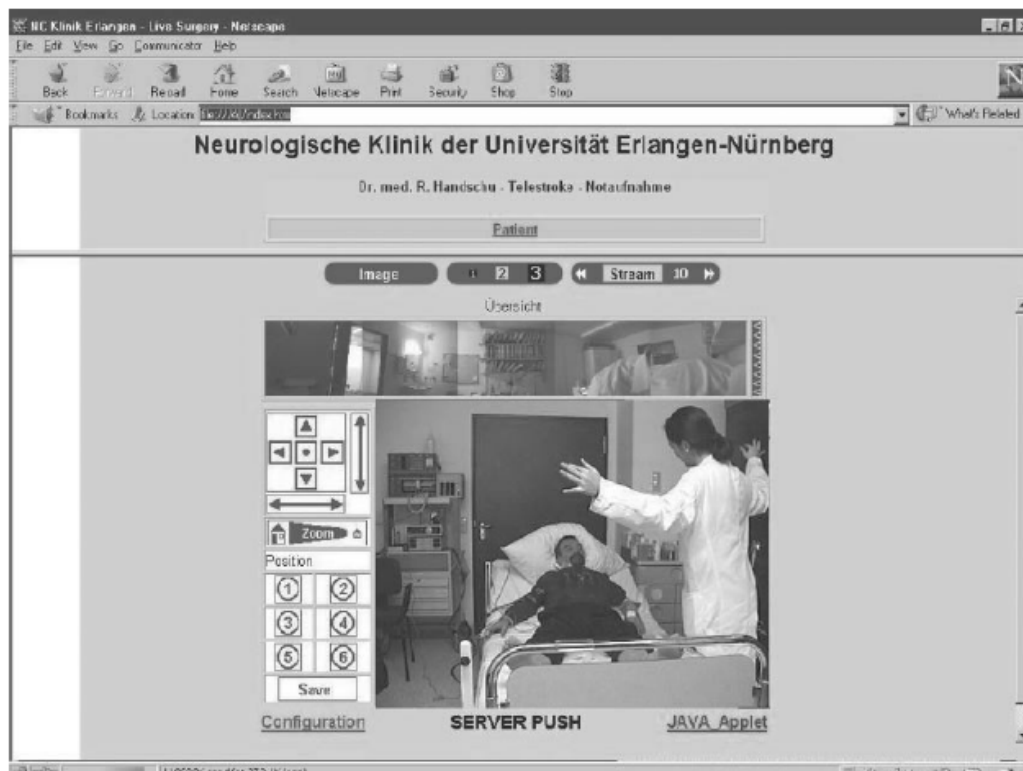 NC Klinik Erlangen - Live Surgery - Netscape
File Edit View Go Communicator Help
Back Forward Reload Home Search Netscape Print Security Shop Stop
Bookmarks Location: What's Related
Neurologische Klinik der Universität Erlangen-Nürnberg
Dr. med. R. Handschu - Telestroke - Notaufnahme
Patient
Image 1 2 3 Stream 10
Übersicht
Zoom
Position
1 2
3 4
5 6
Save
Configuration SERVER PUSH JAVA_Applet